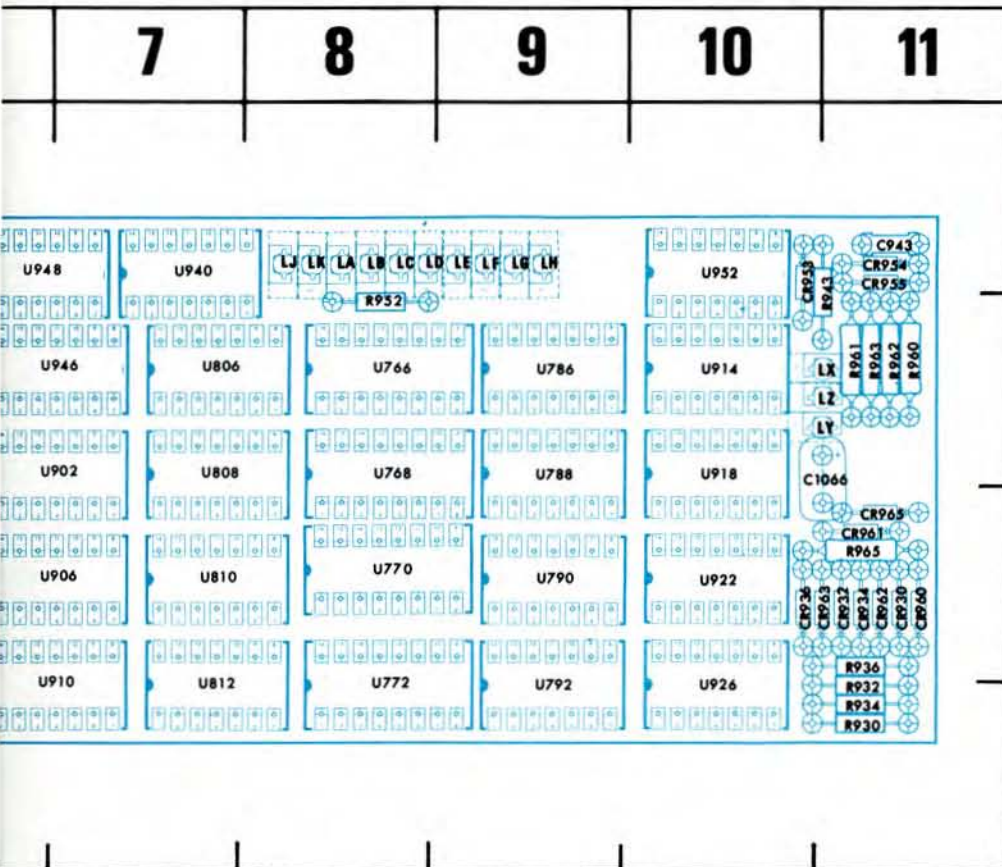 7 8 9 10 11
U948 U940 LJ LK LA LB LC LD LE LF LG LH U952 CR953 R943 C943
CR954
CR955
R952
U946 U806 U766 U786 U914 LX R961 R963 R962 R960
LZ
LY
U902 U808 U768 U788 U918 C1066
CR965
CR961
R965
U906 U810 U770 U790 U922 CR936 CR963 CR932 CR934 CR962 CR930 CR960
U910 U812 U772 U792 U926 R936
R932
R934
R930